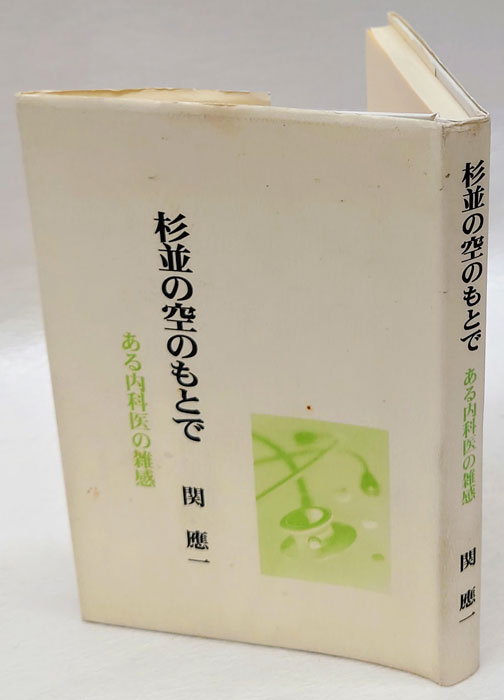 杉並の空のもとで
ある内科医の雑感
関 應一
杉並の空のもとで
ある内科医の雑感
関 應一